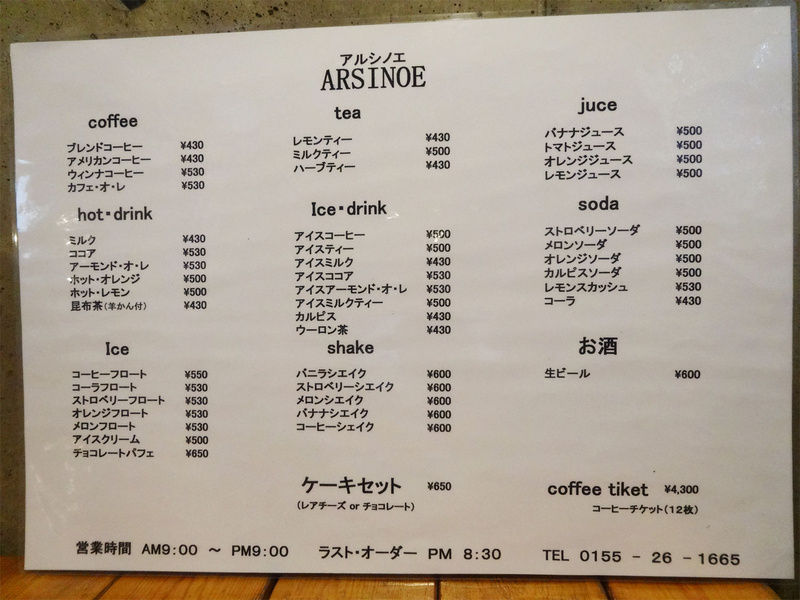 アルシノエ
ARSINOE
coffee
ブレンドコーヒー ¥430
アメリカンコーヒー ¥430
ウィンナコーヒー ¥530
カフェ・オ・レ ¥530
hot・drink
ミルク ¥430
ココア ¥530
アーモンド・オ・レ ¥530
ホット・オレンジ ¥500
ホット・レモン ¥500
昆布茶(羊かん付) ¥430
Ice
コーヒーフロート ¥550
コーラフロート ¥530
ストロベリーフロート ¥530
オレンジフロート ¥530
メロンフロート ¥530
アイスクリーム ¥500
チョコレートパフェ ¥650
tea
レモンティー ¥430
ミルクティー ¥500
ハーブティー ¥430
Ice・drink
アイスコーヒー ¥500
アイスティー ¥500
アイスミルク ¥430
アイスココア ¥530
アイスアーモンド・オ・レ ¥530
アイスミルクティー ¥500
カルピス ¥430
ウーロン茶 ¥430
shake
バニラシエイク ¥600
ストロベリーシエイク ¥600
メロンシエイク ¥600
バナナシエイク ¥600
コーヒーシェイク ¥600
ケーキセット ¥650
(レアチーズ or チョコレート)
juce
バナナジュース ¥500
トマトジュース ¥500
オレンジジュース ¥500
レモンジュース ¥500
soda
ストロベリーソーダ ¥500
メロンソーダ ¥500
オレンジソーダ ¥500
カルピスソーダ ¥500
レモンスカッシュ ¥530
コーラ ¥430
お酒
生ビール ¥600
coffee tiket ¥4,300
コーヒーチケット(12枚)
営業時間 AM9:00 ～ PM9:00 ラスト・オーダー PM 8:30 TEL 0155 - 26 -1665